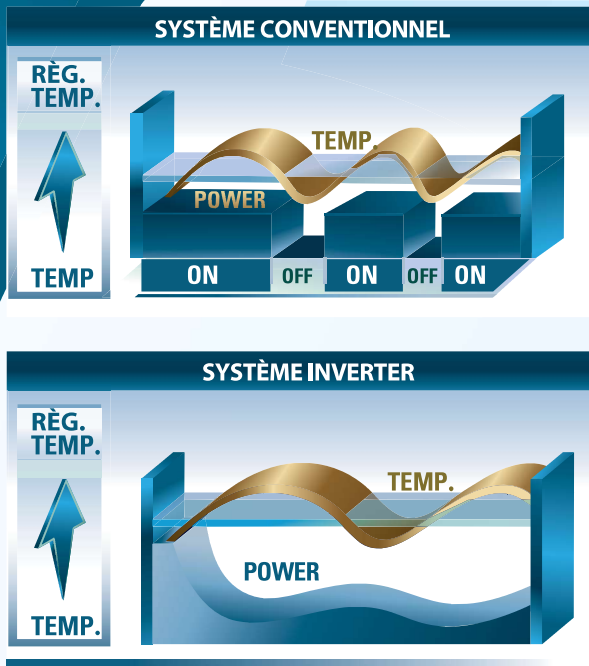 SYSTÈME CONVENTIONNEL
RÈG.
TEMP.
TEMP
TEMP.
POWER
ON OFF ON OFF ON
SYSTÈME INVERTER
RÈG.
TEMP.
TEMP.
TEMP.
POWER